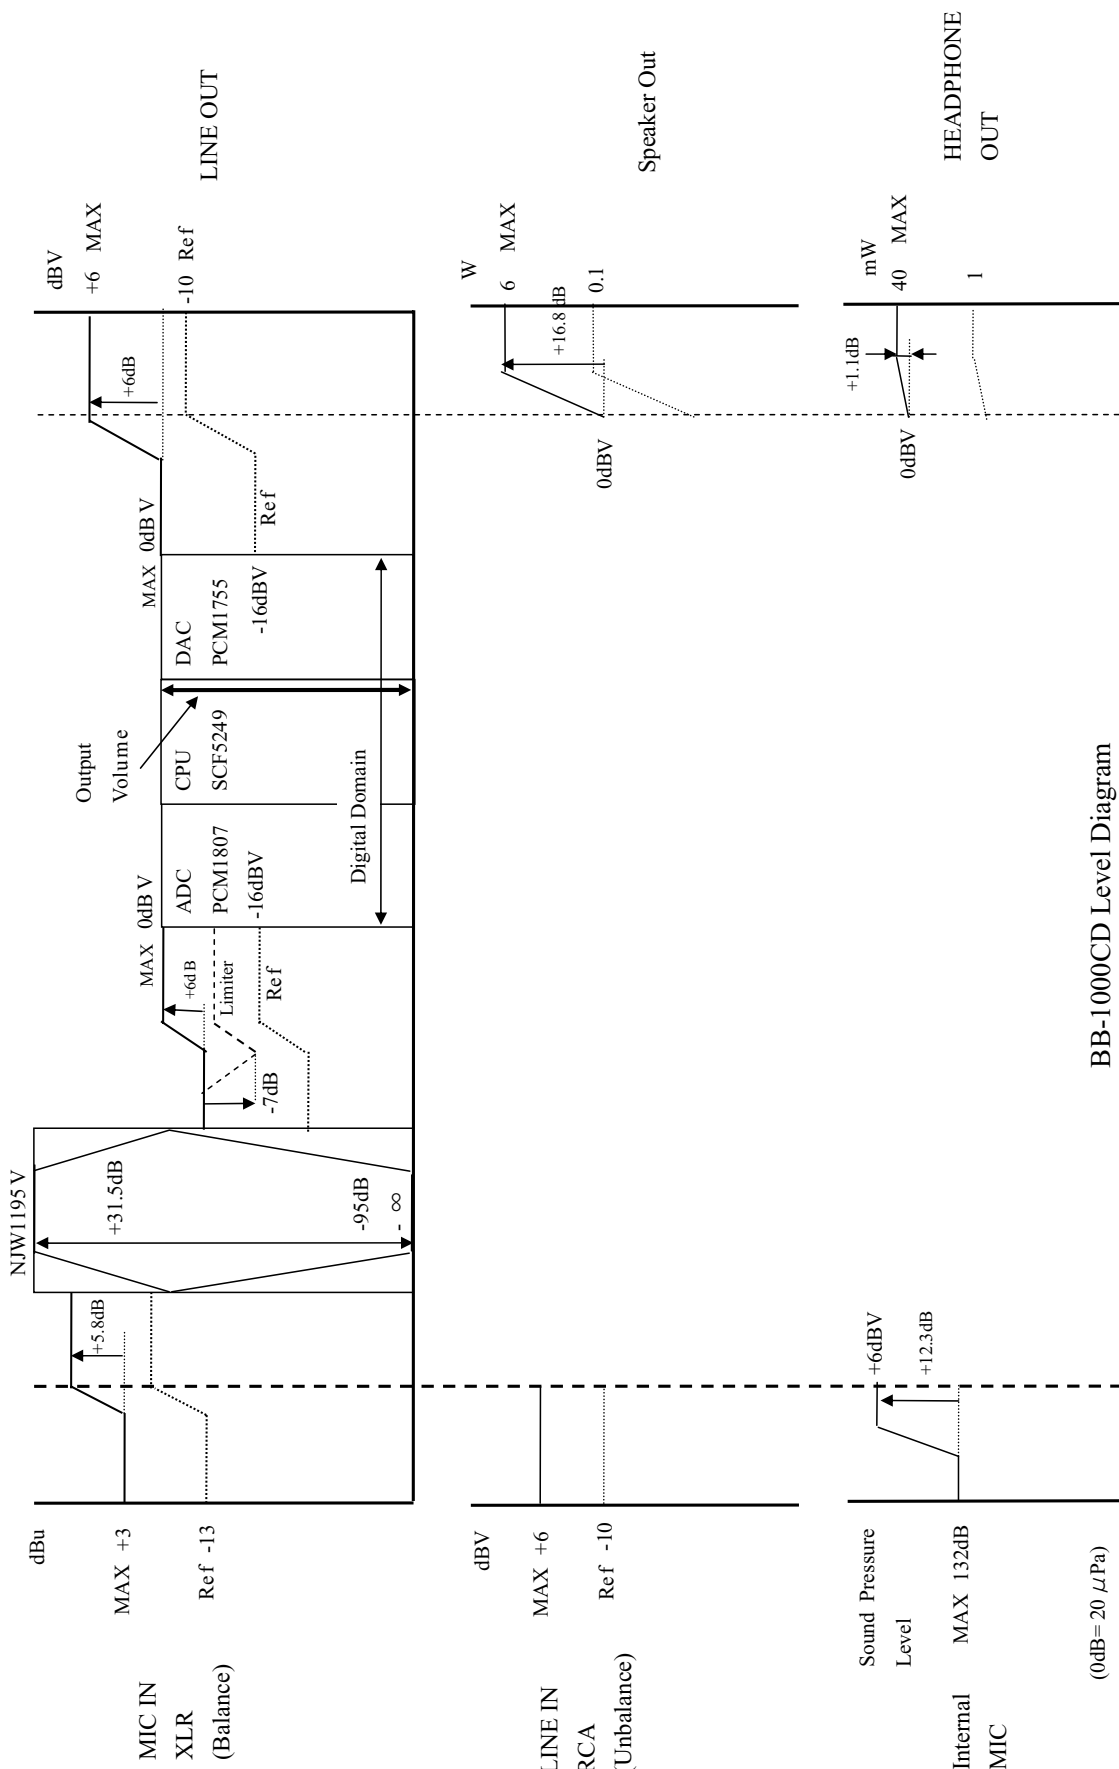 MIC IN
XLR
(Balance)
dBu
MAX +3
Ref -13
+5.8dB
NJW1195V
+31.5dB
-95dB
- ∞
-7dB
+6dB
Limiter
Ref
MAX 0dBV
ADC
PCM1807
-16dBV
Output
Volume
CPU
SCF5249
Digital Domain
DAC
PCM1755
-16dBV
MAX 0dBV
Ref
+6dB
dBV
+6 MAX
-10 Ref
LINE OUT
LINE IN
RCA
(Unbalance)
dBV
MAX +6
Ref -10
0dBV
+16.8dB
W
6 MAX
0.1
Speaker Out
Internal
MIC
Sound Pressure
Level
MAX 132dB
(0dB= 20 μPa)
+6dBV
+12.3dB
0dBV
+1.1dB
mW
40 MAX
1
HEADPHONE
OUT
BB-1000CD Level Diagram